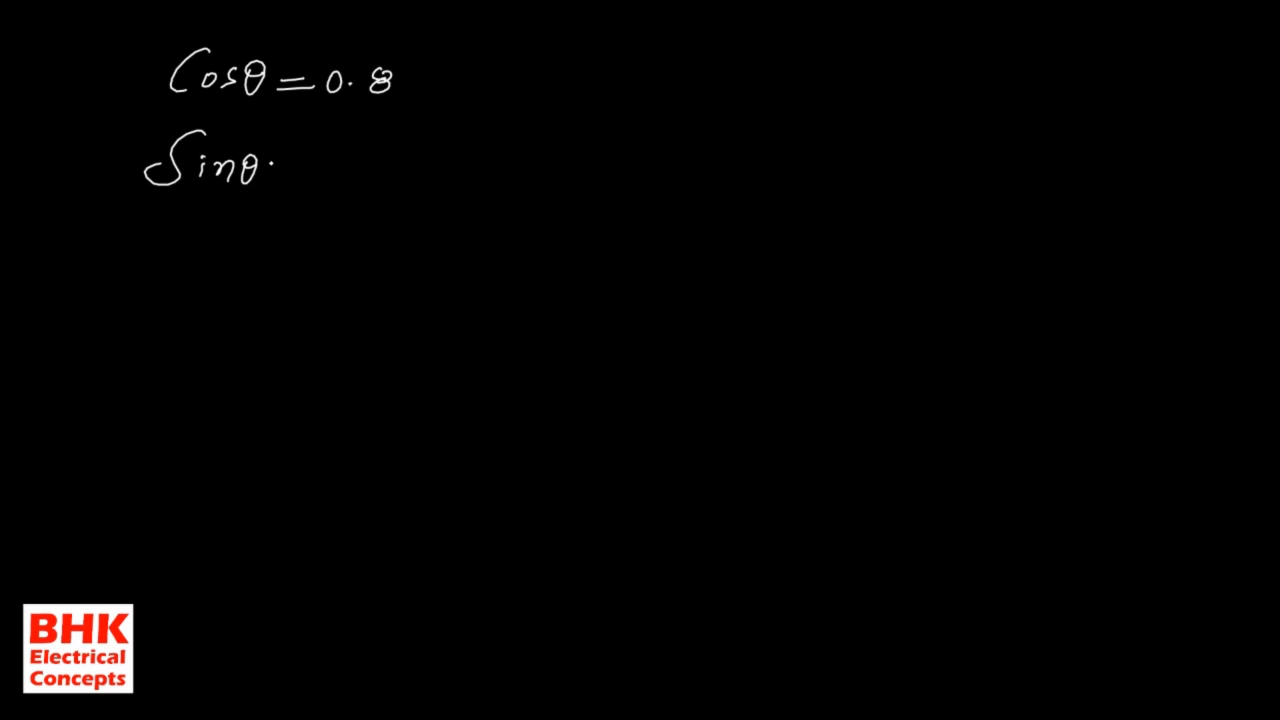 Cosθ = 0.8
Sinθ.
BHK
Electrical
Concepts